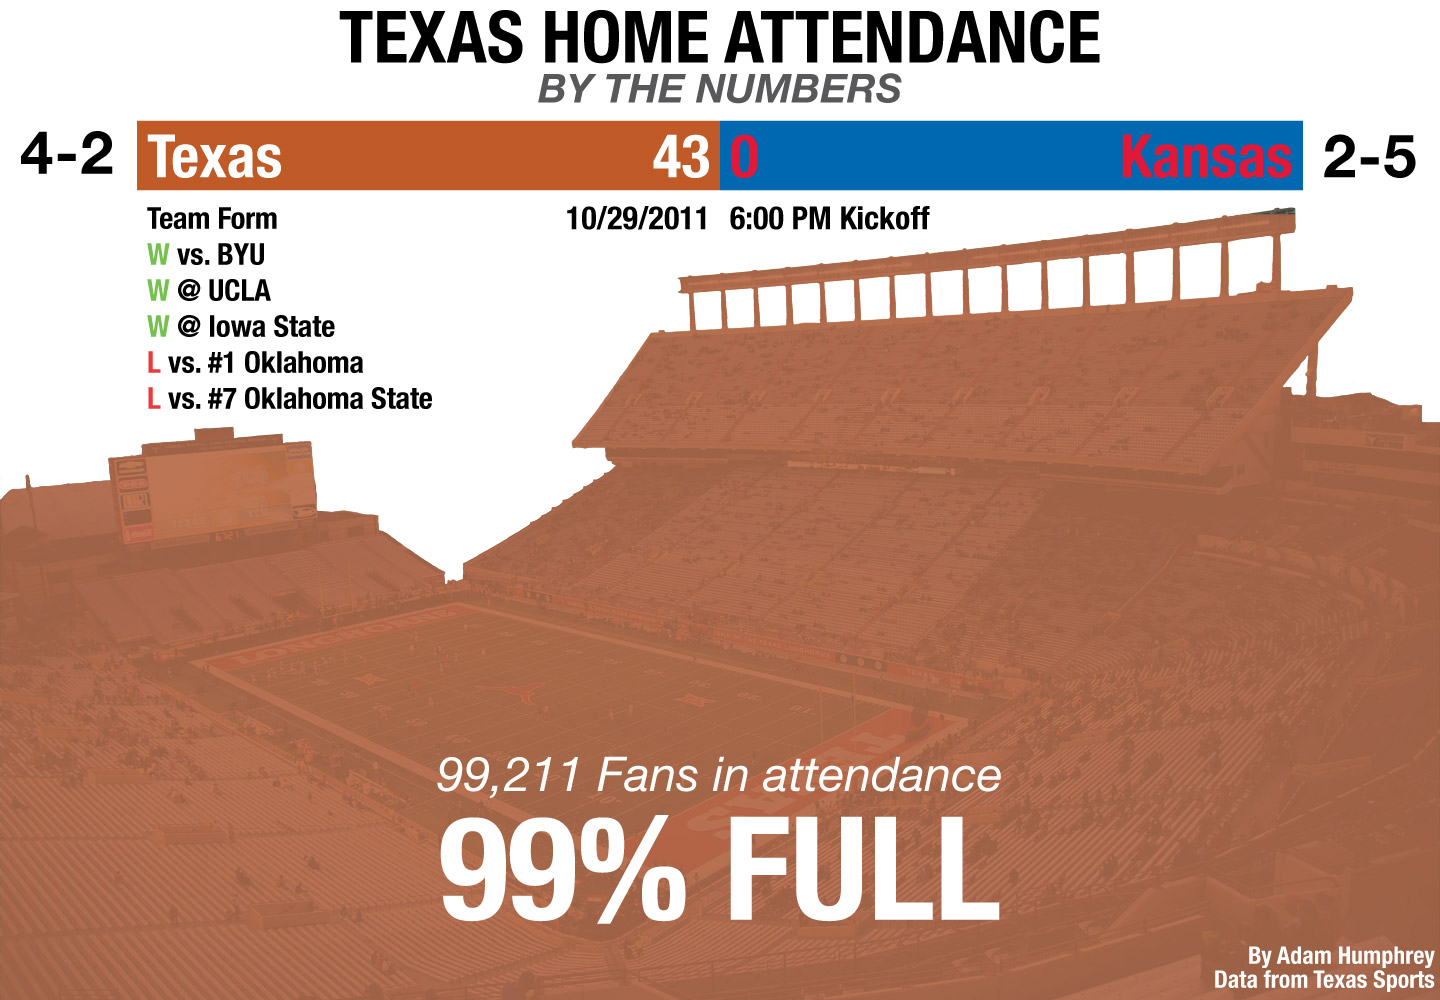 TEXAS HOME ATTENDANCE
BY THE NUMBERS
4-2 Texas 43 0 Kansas 2-5
Team Form 10/29/2011 6:00 PM Kickoff
W vs. BYU
W @ UCLA
W @ Iowa State
L vs. #1 Oklahoma
L vs. #7 Oklahoma State
LONGHORNS
TEXAS
99,211 Fans in attendance
99% FULL
By Adam Humphrey
Data from Texas Sports